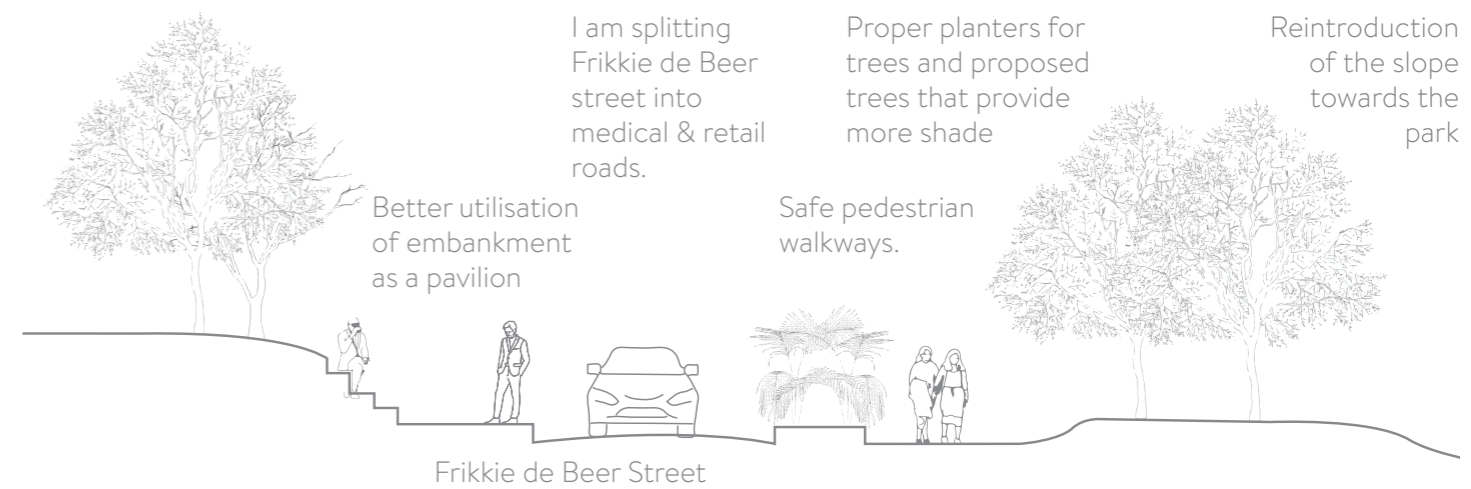 I am splitting
Frikkie de Beer
street into
medical & retail
roads.
Proper planters for
trees and proposed
trees that provide
more shade
Reintroduction
of the slope
towards the
park
Better utilisation
of embankment
as a pavilion
Safe pedestrian
walkways.
Frikkie de Beer Street